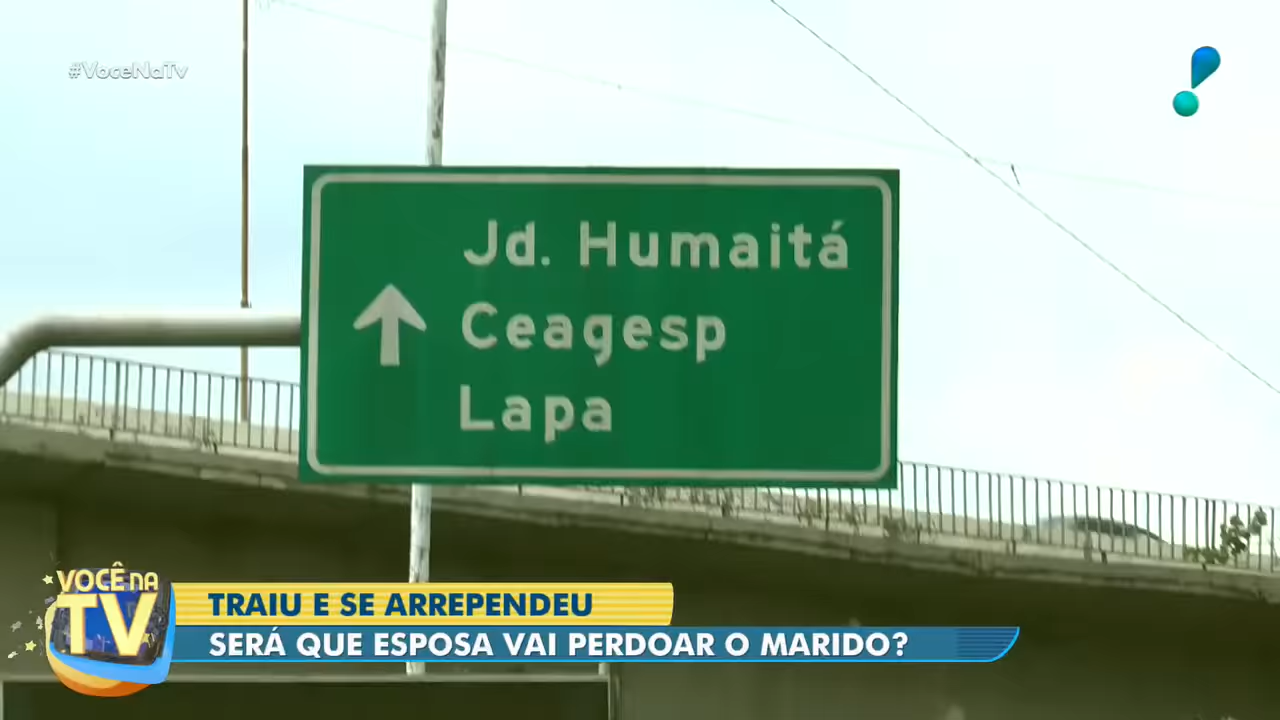 #VoceNaTv
Jd. Humaitá
Ceagesp
Lapa
VOCÊ NA
TV
TRAIU E SE ARREPENDEU
SERÁ QUE ESPOSA VAI PERDOAR O MARIDO?